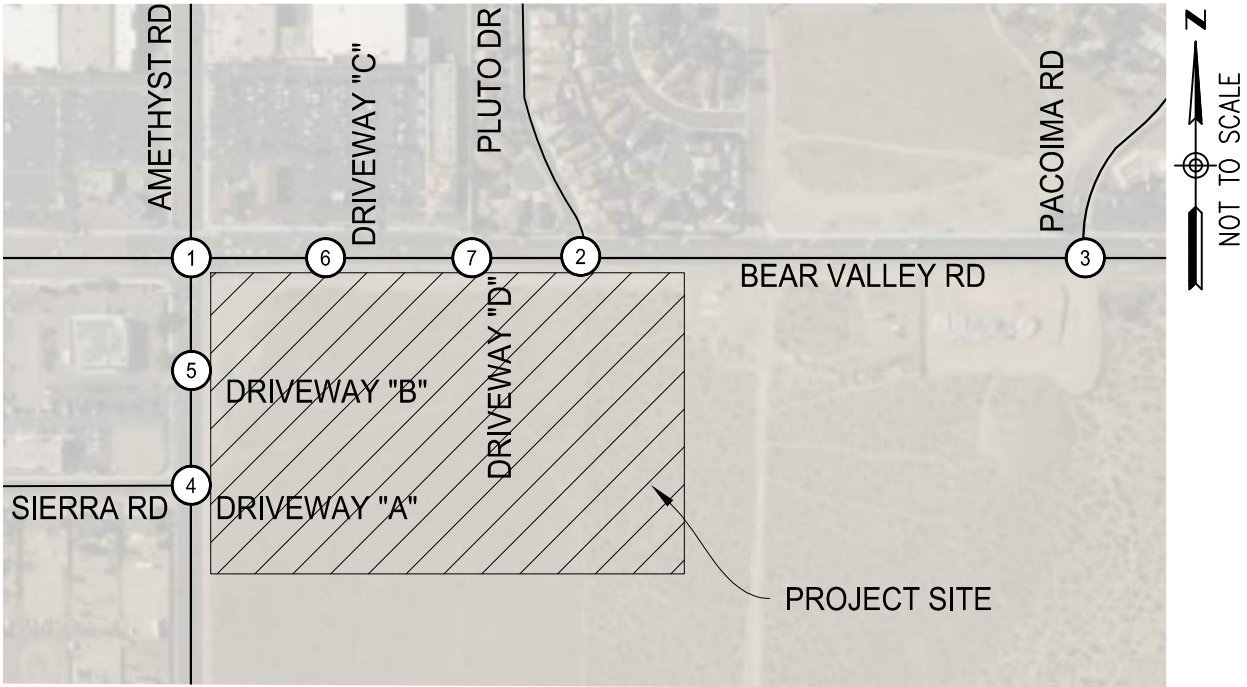 AMETHYST RD
DRIVEWAY "C"
PLUTO DR
PACOIMA RD
N
NOT TO SCALE
1
6
7
2
3
BEAR VALLEY RD
5
DRIVEWAY "B"
DRIVEWAY "D"
4
SIERRA RD
DRIVEWAY "A"
PROJECT SITE